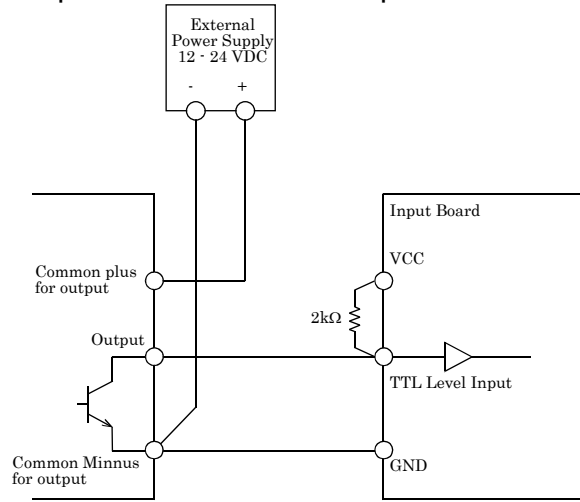 External
Power Supply
12 - 24 VDC
- +
Input Board
VCC
Common plus
for output
2kΩ
Output
TTL Level Input
Common Minnus
for output
GND